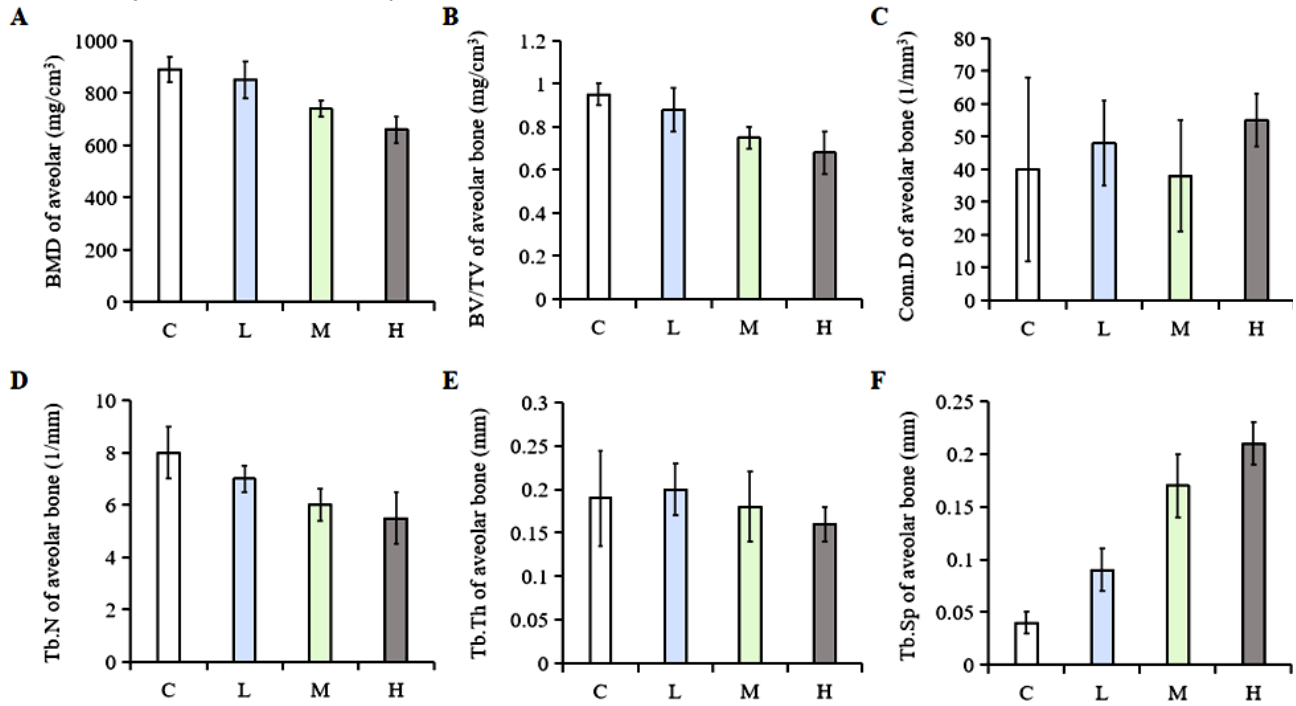 A
BMD of aveolar (mg/cm³)
1000
800
600
400
200
0
C L M H
B
BV/TV of aveolar bone (mg/cm³)
1.2
1
0.8
0.6
0.4
0.2
0
C L M H
C
Conn.D of aveolar bone (1/mm³)
80
70
60
50
40
30
20
10
0
C L M H
D
Tb.N of aveolar bone (1/mm)
10
8
6
4
2
0
C L M H
E
Tb.Th of aveolar bone (mm)
0.3
0.25
0.2
0.15
0.1
0.05
0
C L M H
F
Tb.Sp of aveolar bone (mm)
0.25
0.2
0.15
0.1
0.05
0
C L M H